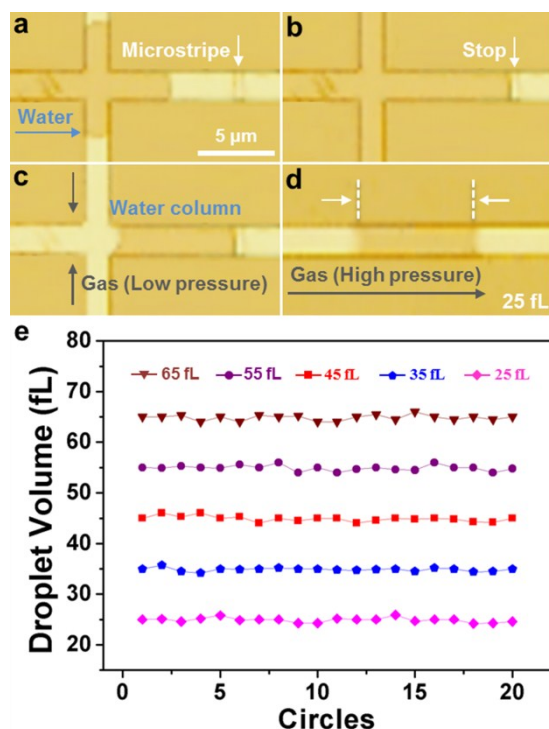 a
Microstripe
Water
5 μm
b
Stop
c
Water column
Gas (Low pressure)
d
Gas (High pressure)
25 fL
e
80
70
60
50
40
30
20
65 fL 55 fL 45 fL 35 fL 25 fL
Droplet Volume (fL)
0 5 10 15 20
Circles